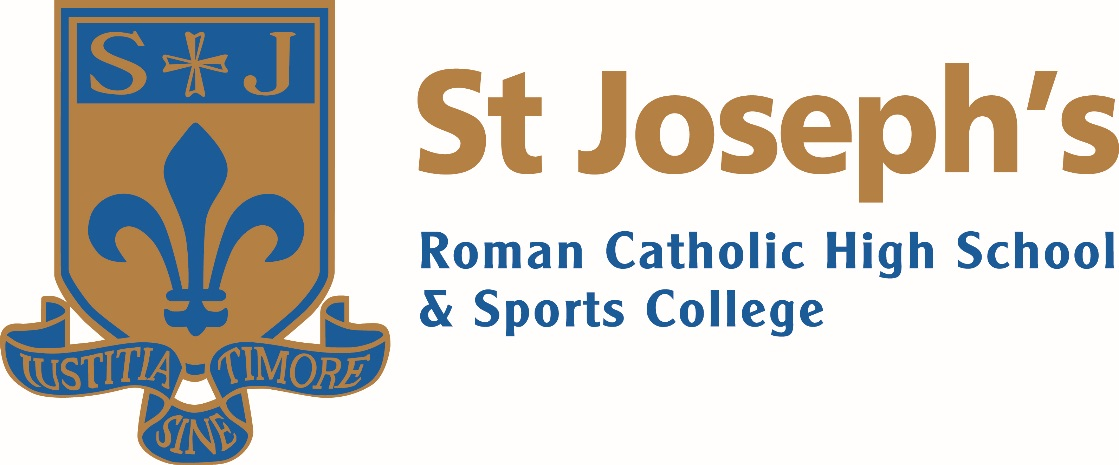 S J
St Joseph's
Roman Catholic High School
& Sports College
IUSTITIA SINE TIMORE